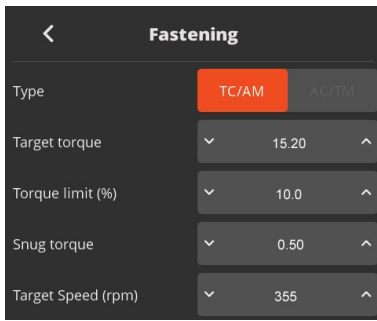 Fastening
Type TC/AM AC/TM
Target torque 15.20
Torque limit (%) 10.0
Snug torque 0.50
Target Speed (rpm) 355